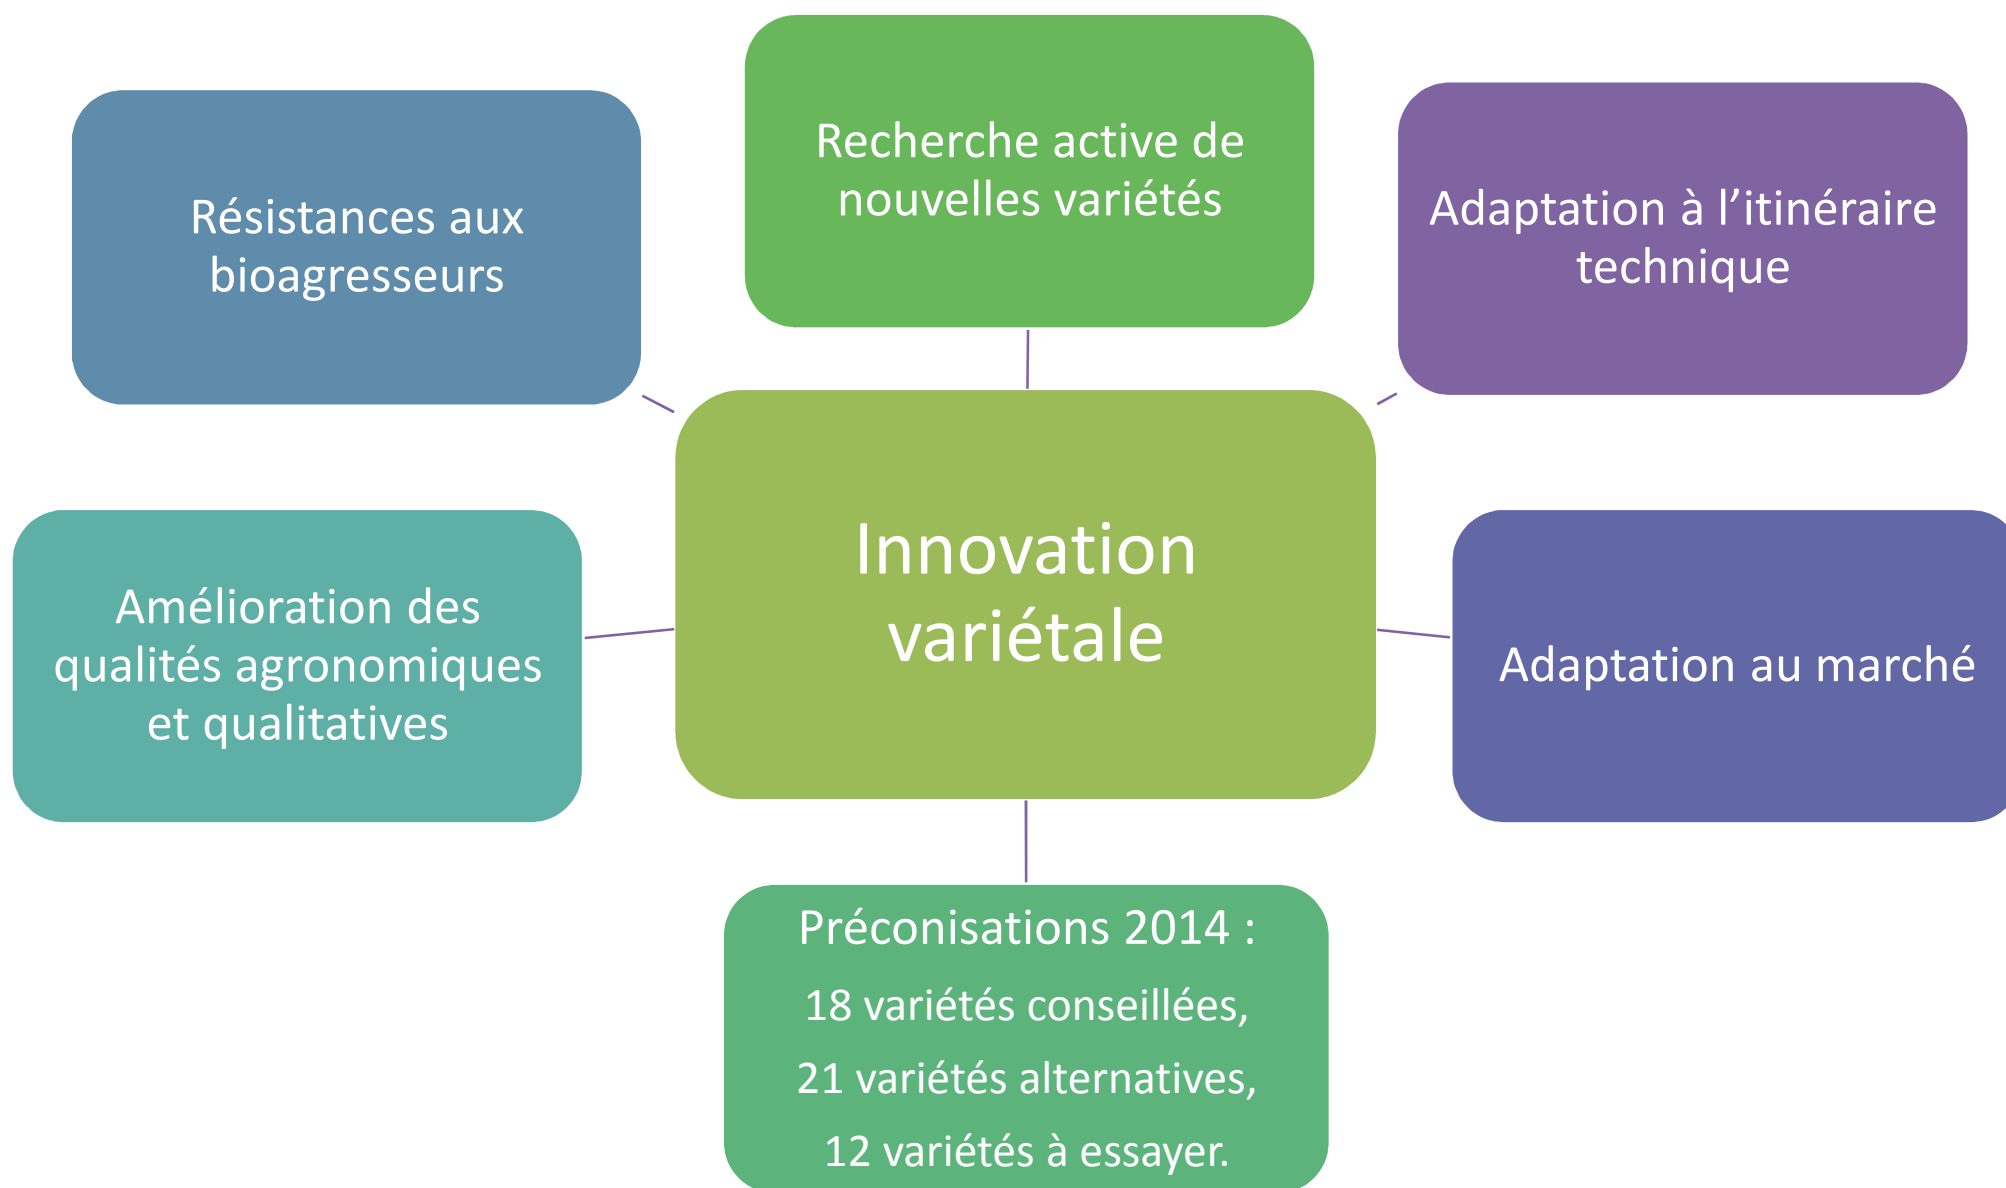 Recherche active de
nouvelles variétés
Résistances aux
bioagresseurs
Adaptation à l’itinéraire
technique
Innovation
variétale
Amélioration des
qualités agronomiques
et qualitatives
Adaptation au marché
Préconisations 2014 :
18 variétés conseillées,
21 variétés alternatives,
12 variétés à essayer.